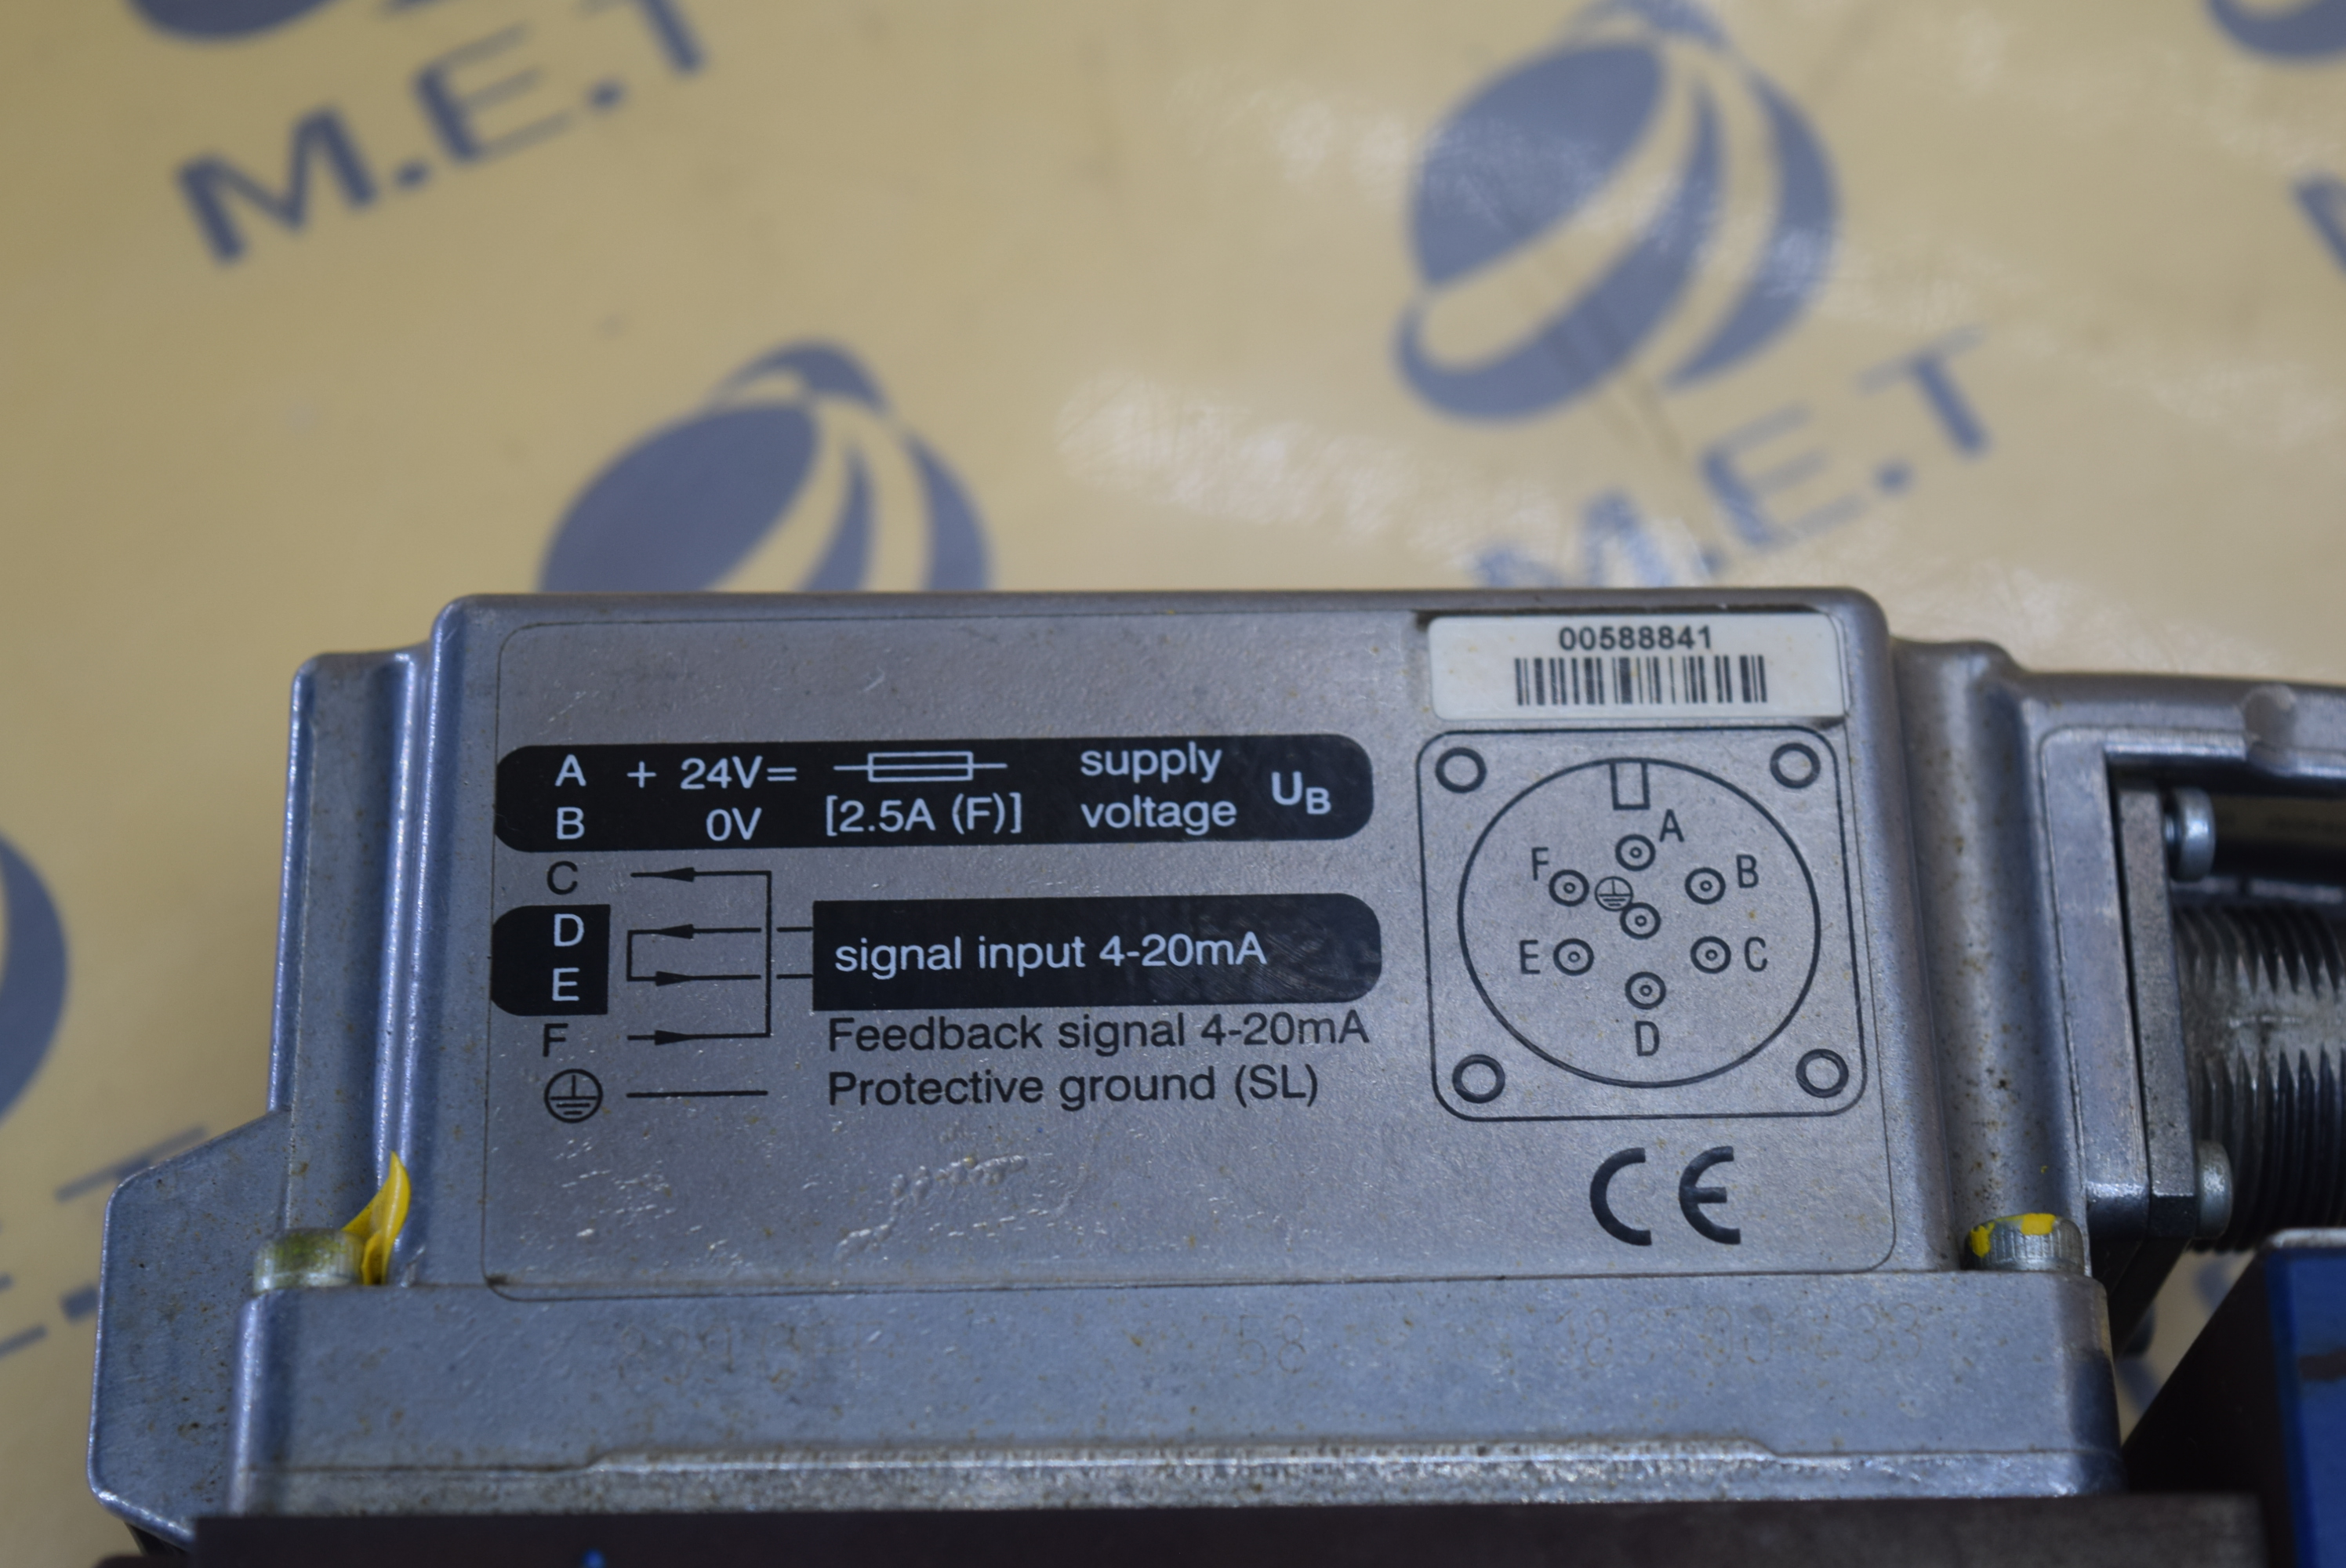 M.E.T
M.E.T
00588841
A + 24V= supply
B 0V [2.5A (F)] voltage UB
C
D
E
signal input 4-20mA
F Feedback signal 4-20mA
Protective ground (SL)
A
F B
E C
D
CE